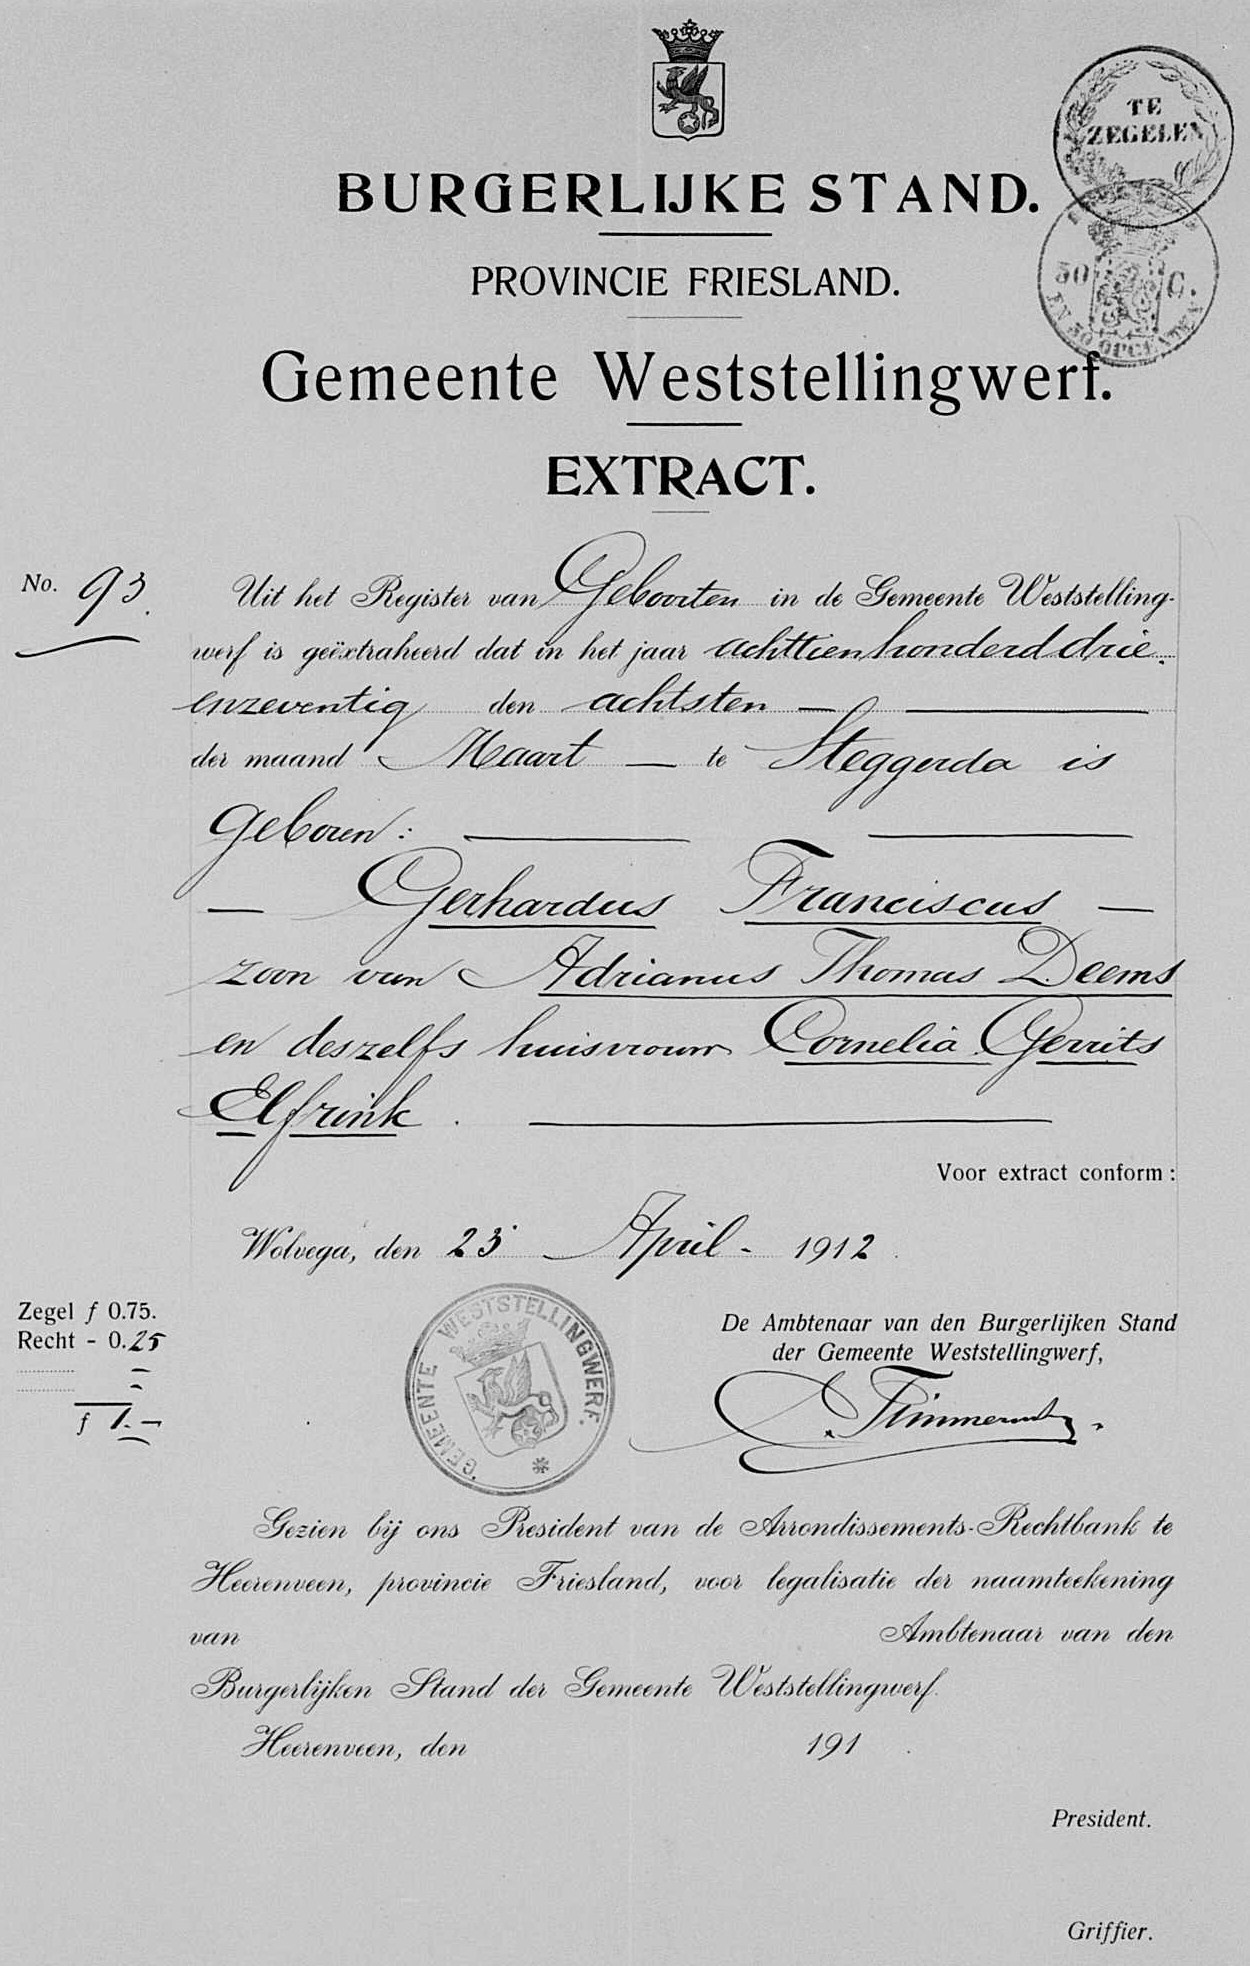 TE
ZEGELEN
BURGERLIJKE STAND.
50 C.
EN 50 OPCENTEN.
PROVINCIE FRIESLAND.
Gemeente Weststellingwerf.
EXTRACT.
No. 93.
Uit het Register van Geboorten in de Gemeente Weststelling-
werf is geëxtraheerd dat in het jaar achttienhonderd drie
enzeventig den achtsten —
der maand Maart — te Steggerda is
geboren :
— Gerhardus Franciscus —
zoon van Adrianus Thomas Deems
en deszelfs huisvrouw Cornelia Gerrits
Elfrink .
Voor extract conform :
Wolvega, den 23 April - 1912 .
Zegel f 0.75.
Recht - 0.25
f 1.-
GEMEENTE WESTSTELLINGWERF.
De Ambtenaar van den Burgerlijken Stand
der Gemeente Weststellingwerf,
Gezien bij ons President van de Arrondissements-Rechtbank te
Heerenveen, provincie Friesland, voor legalisatie der naamteekening
van Ambtenaar van den
Burgerlijken Stand der Gemeente Weststellingwerf.
Heerenveen, den 191 .
President.
Griffier.